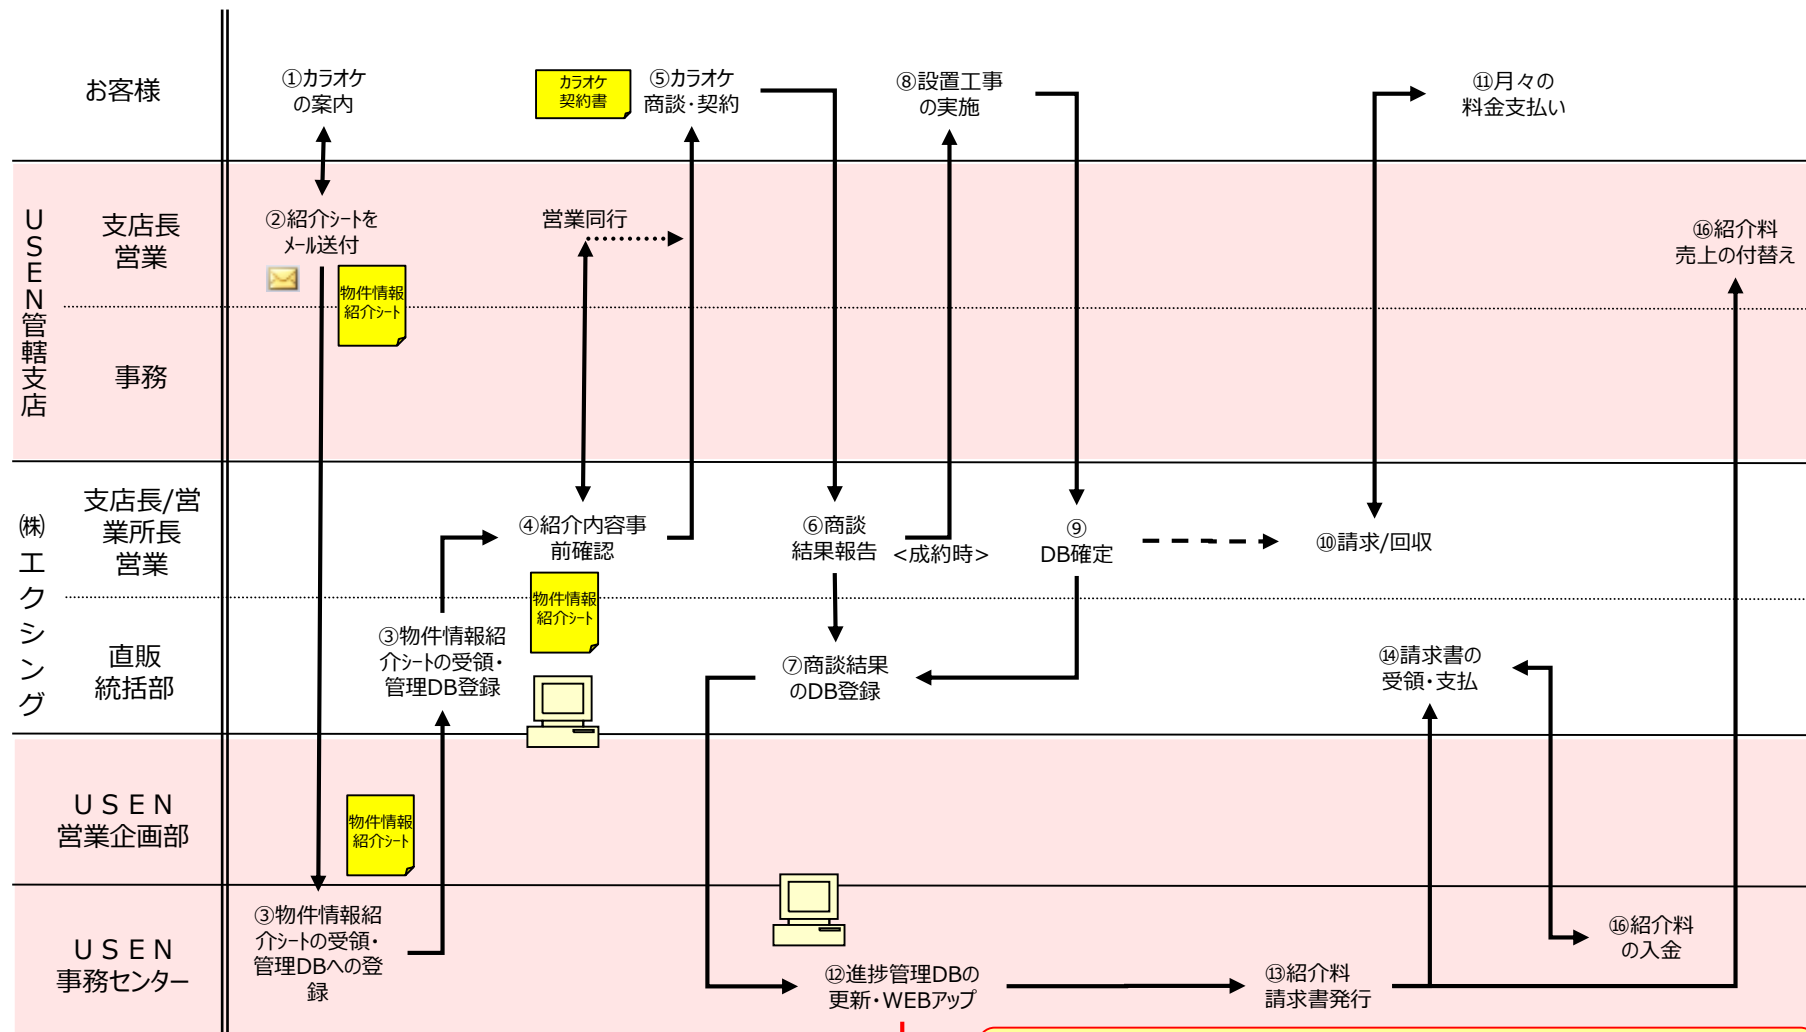 お客様
①カラオケ
の案内
カラオケ
契約書
⑤カラオケ
商談・契約
⑧設置工事
の実施
⑪月々の
料金支払い
USEN管轄支店
支店長
営業
②紹介シートを
メール送付
物件情報
紹介シート
営業同行
⑯紹介料
売上の付替え
事務
㈱エクシング
支店長/営
業所長
営業
④紹介内容事
前確認
⑥商談
結果報告
<成約時>
⑨
DB確定
⑩請求/回収
物件情報
紹介シート
直販
統括部
③物件情報紹
介シートの受領・
管理DB登録
⑦商談結果
のDB登録
⑭請求書の
受領・支払
USEN
営業企画部
物件情報
紹介シート
USEN
事務センター
③物件情報紹
介シートの受領・
管理DBへの登
録
⑫進捗管理DBの
更新・WEBアップ
⑬紹介料
請求書発行
⑯紹介料
の入金